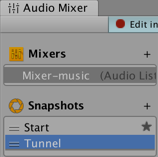 Audio Mixer
Edit in
Mixers +
Mixer-music (Audio List
Snapshots +
Start
Tunnel